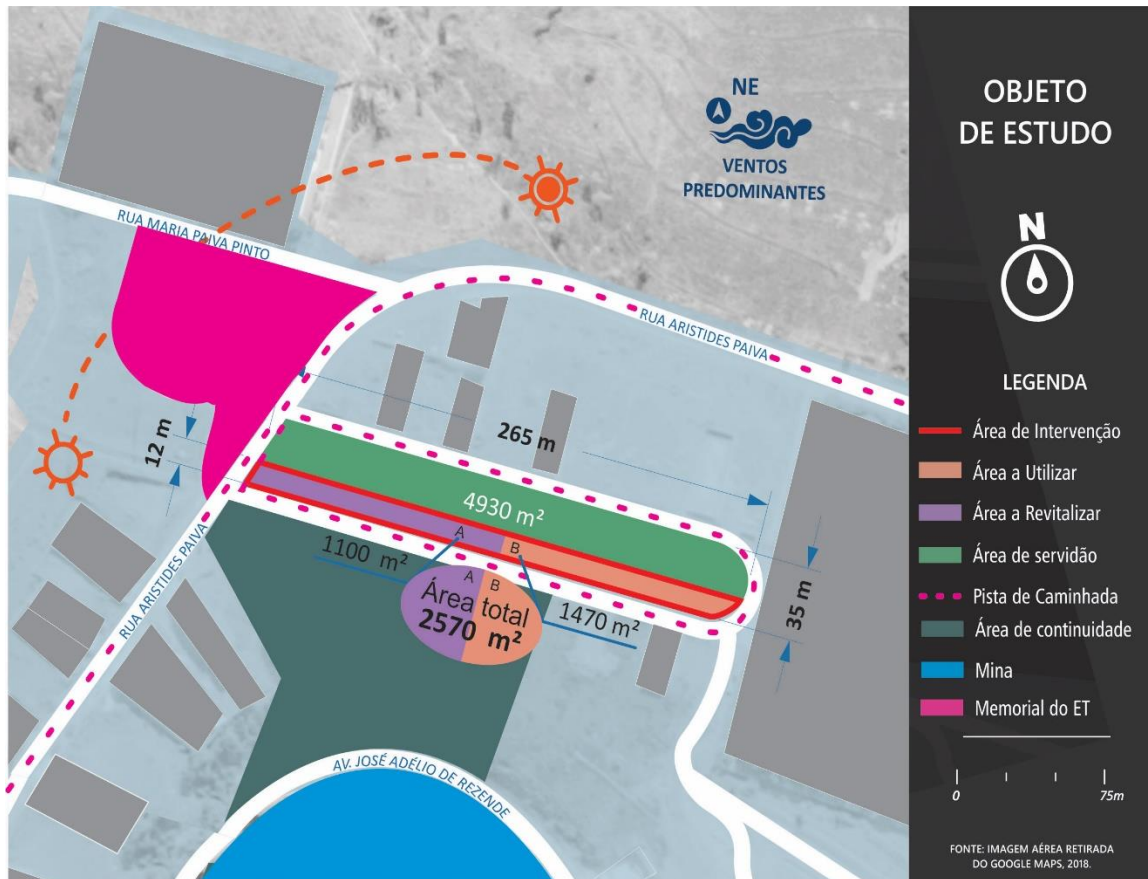 NE
VENTOS
PREDOMINANTES
RUA MARIA PAIVA PINTO
RUA ARISTIDES PAIVA
265 m
12 m
4930 m²
A
B
1100 m²
A
B
Área total
2570 m²
1470 m²
35 m
RUA ARISTIDES PAIVA
AV. JOSÉ ADÉLIO DE REZENDE
OBJETO
DE ESTUDO
N
LEGENDA
Área de Intervenção
Área a Utilizar
Área a Revitalizar
Área de servidão
Pista de Caminhada
Área de continuidade
Mina
Memorial do ET
0
75m
FONTE: IMAGEM AÉREA RETIRADA
DO GOOGLE MAPS, 2018.